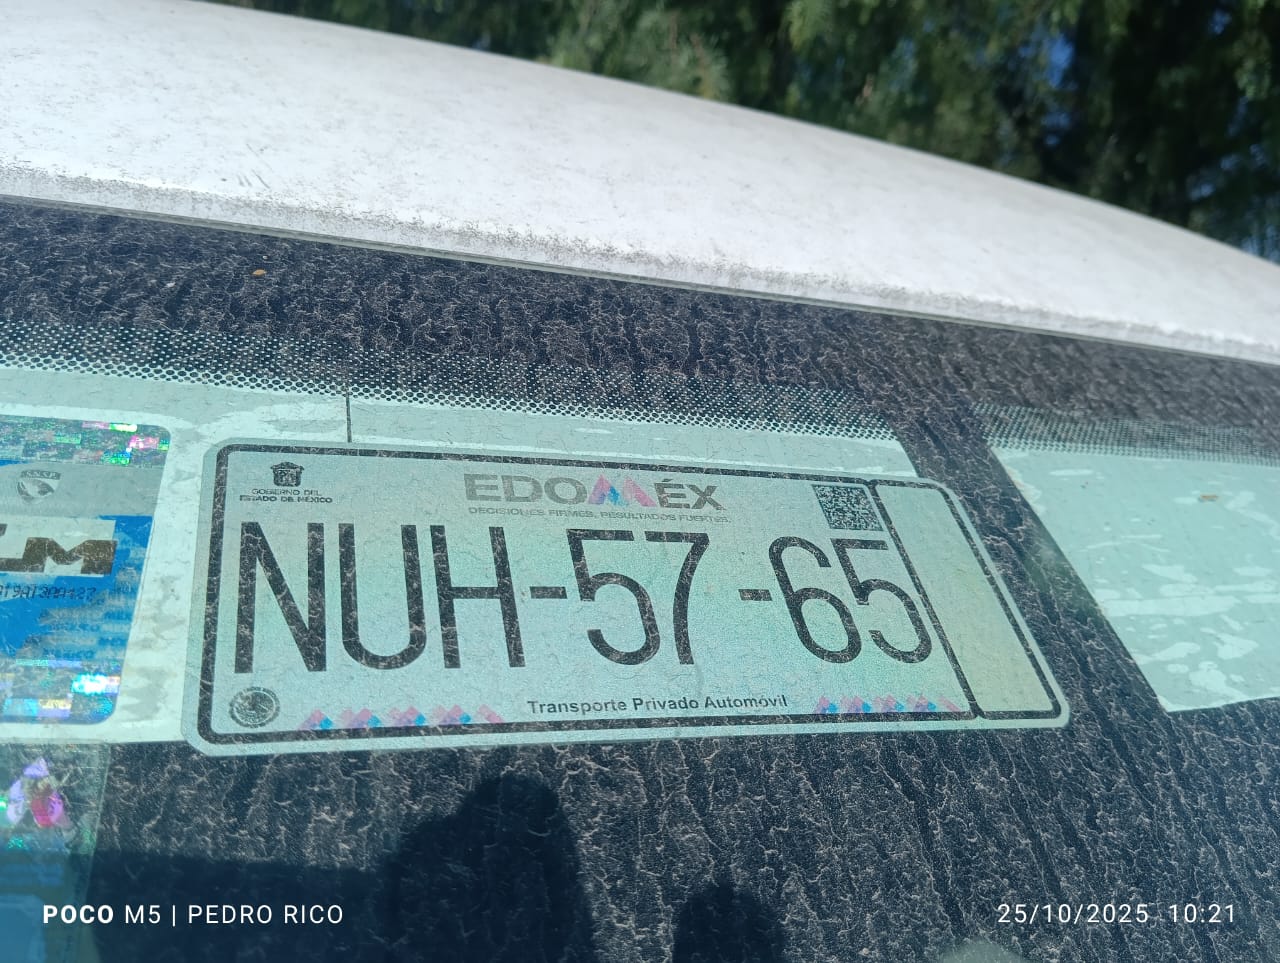 GOBIERNO DEL
ESTADO DE MÉXICO
EDOMÉX
DECISIONES FIRMES, RESULTADOS FUERTES.
NUH-57-65
Transporte Privado Automóvil
POCO M5 | PEDRO RICO
25/10/2025 10:21